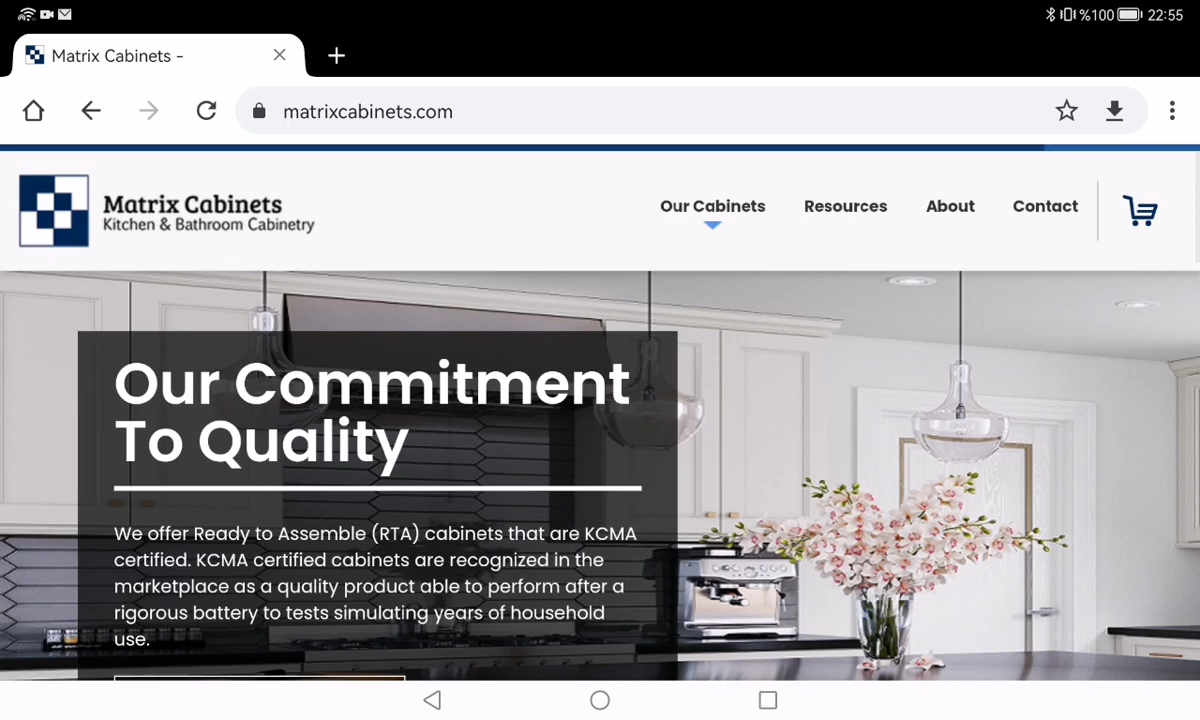 %100 22:55
Matrix Cabinets -
matrixcabinets.com
Matrix Cabinets
Kitchen & Bathroom Cabinetry
Our Cabinets Resources About Contact
Our Commitment
To Quality
We offer Ready to Assemble (RTA) cabinets that are KCMA
certified. KCMA certified cabinets are recognized in the
marketplace as a quality product able to perform after a
rigorous battery to tests simulating years of household
use.